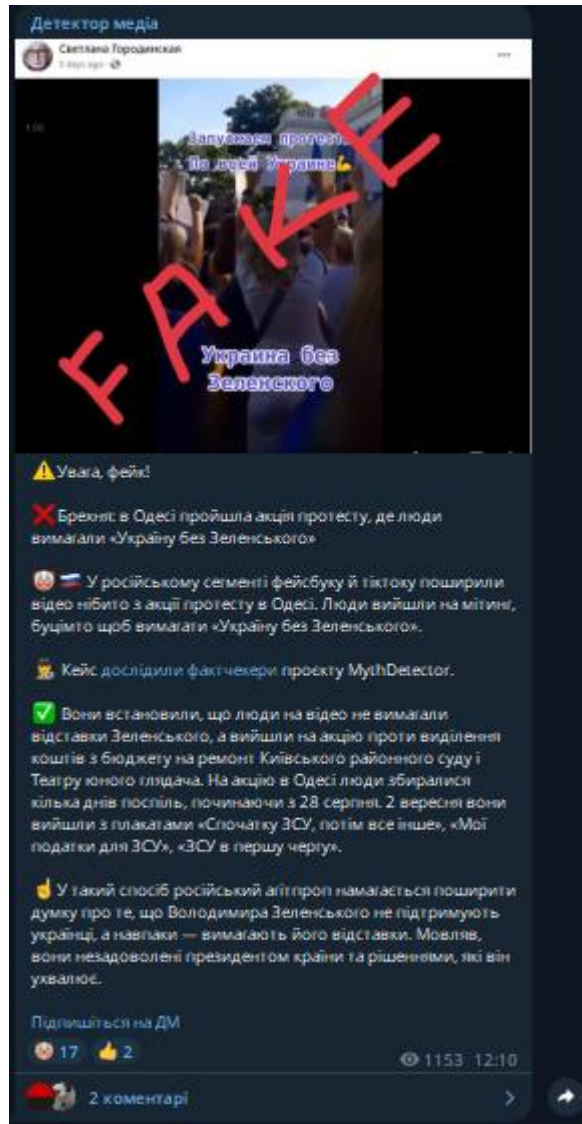 Детектор медіа
Светлана Городинская
3 days ago
1:00
Запускаем протесты
По всей Украине
FAKE
Украина без
Зеленского
Увага, фейк!
Брехня: в Одесі пройшла акція протесту, де люди
вимагали «Україну без Зеленського»
У російському сегменті фейсбуку й тіктоку поширили
відео нібито з акції протесту в Одесі. Люди вийшли на мітинг,
буцімто щоб вимагати «Україну без Зеленського».
Кейс дослідили фактчекери проєкту MythDetector.
Вони встановили, що люди на відео не вимагали
відставки Зеленського, а вийшли на акцію проти виділення
коштів з бюджету на ремонт Київського районного суду і
Театру юного глядача. На акцію в Одесі люди збиралися
кілька днів поспіль, починаючи з 28 серпня. 2 вересня вони
вийшли з плакатами «Спочатку ЗСУ, потім все інше», «Мої
податки для ЗСУ», «ЗСУ в першу чергу».
У такий спосіб російський агітпроп намагається поширити
думку про те, що Володимира Зеленського не підтримують
українці, а навпаки — вимагають його відставки. Мовляв,
вони незадоволені президентом країни та рішеннями, які він
ухвалює.
Підпишіться на ДМ
17 2
1153 12:10
2 коментарі